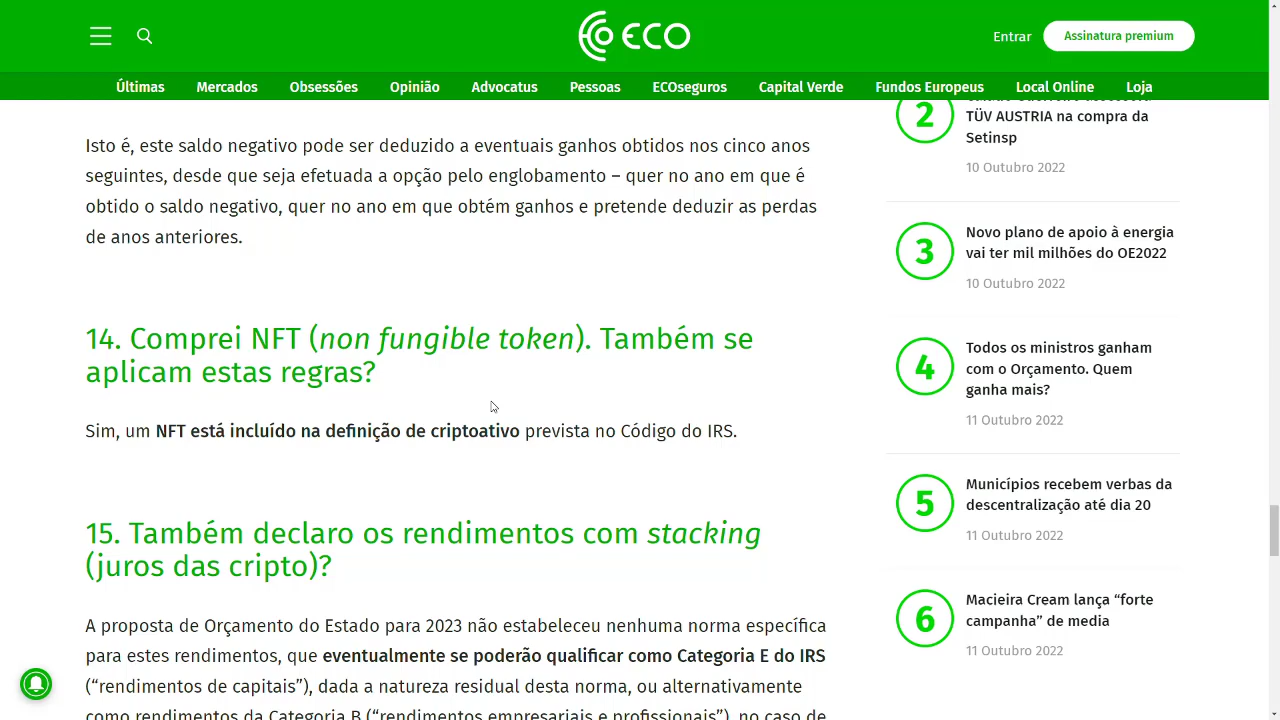 ECO
Entrar
Assinatura premium
Últimas
Mercados
Obsessões
Opinião
Advocatus
Pessoas
ECOseguros
Capital Verde
Fundos Europeus
Local Online
Loja
Isto é, este saldo negativo pode ser deduzido a eventuais ganhos obtidos nos cinco anos
seguintes, desde que seja efetuada a opção pelo englobamento – quer no ano em que é
obtido o saldo negativo, quer no ano em que obtém ganhos e pretende deduzir as perdas
de anos anteriores.
14. Comprei NFT (non fungible token). Também se
aplicam estas regras?
Sim, um NFT está incluído na definição de criptoativo prevista no Código do IRS.
15. Também declaro os rendimentos com stacking
(juros das cripto)?
A proposta de Orçamento do Estado para 2023 não estabeleceu nenhuma norma específica
para estes rendimentos, que eventualmente se poderão qualificar como Categoria E do IRS
(“rendimentos de capitais”), dada a natureza residual desta norma, ou alternativamente
como rendimentos da Categoria B (“rendimentos empresariais e profissionais”), no caso de
2
TÜV AUSTRIA na compra da
Setinsp
10 Outubro 2022
3
Novo plano de apoio à energia
vai ter mil milhões do OE2022
10 Outubro 2022
4
Todos os ministros ganham
com o Orçamento. Quem
ganha mais?
11 Outubro 2022
5
Municípios recebem verbas da
descentralização até dia 20
11 Outubro 2022
6
Macieira Cream lança “forte
campanha” de media
11 Outubro 2022